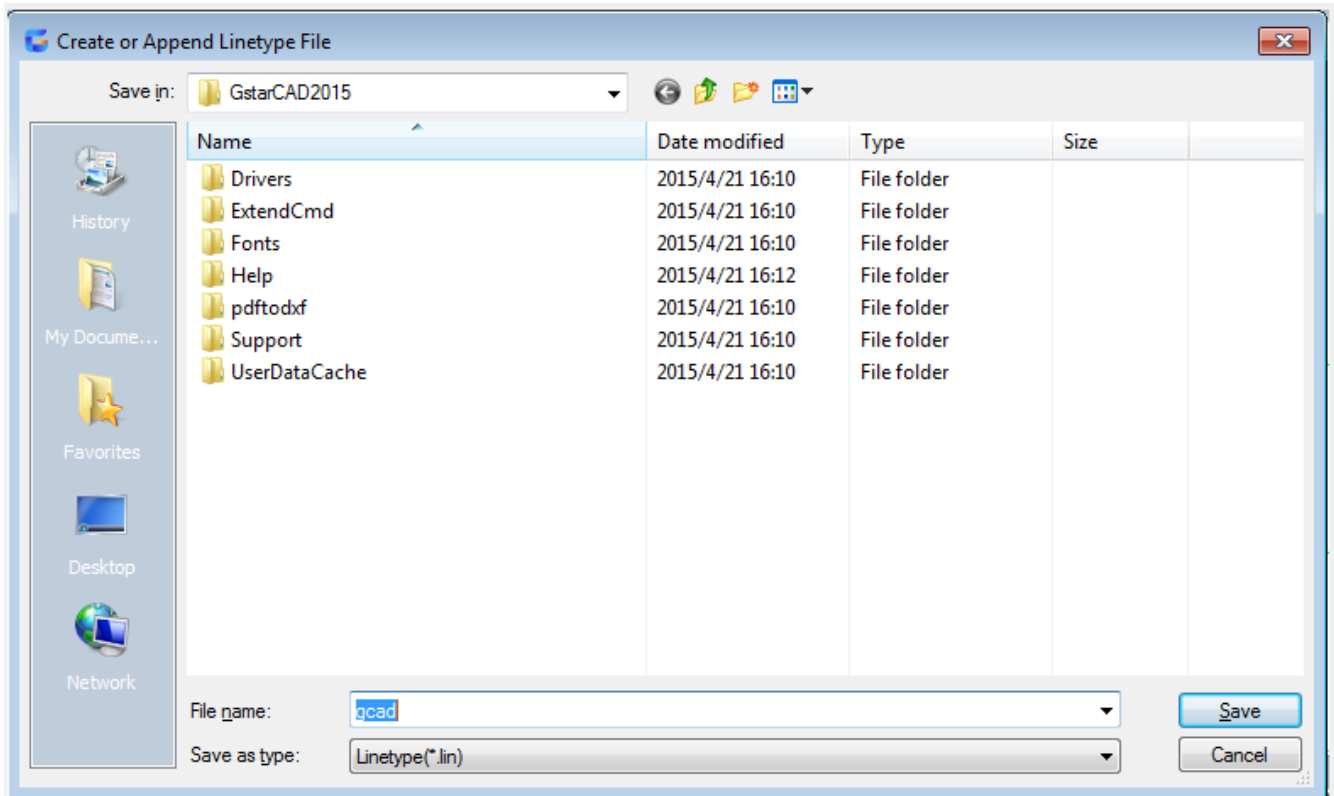 Create or Append Linetype File
Save in: GstarCAD2015
Name Date modified Type Size
Drivers 2015/4/21 16:10 File folder
ExtendCmd 2015/4/21 16:10 File folder
Fonts 2015/4/21 16:10 File folder
Help 2015/4/21 16:12 File folder
pdftodxf 2015/4/21 16:10 File folder
Support 2015/4/21 16:10 File folder
UserDataCache 2015/4/21 16:10 File folder
History
My Docume...
Favorites
Desktop
Network
File name: gcad Save
Save as type: Linetype(*.lin) Cancel